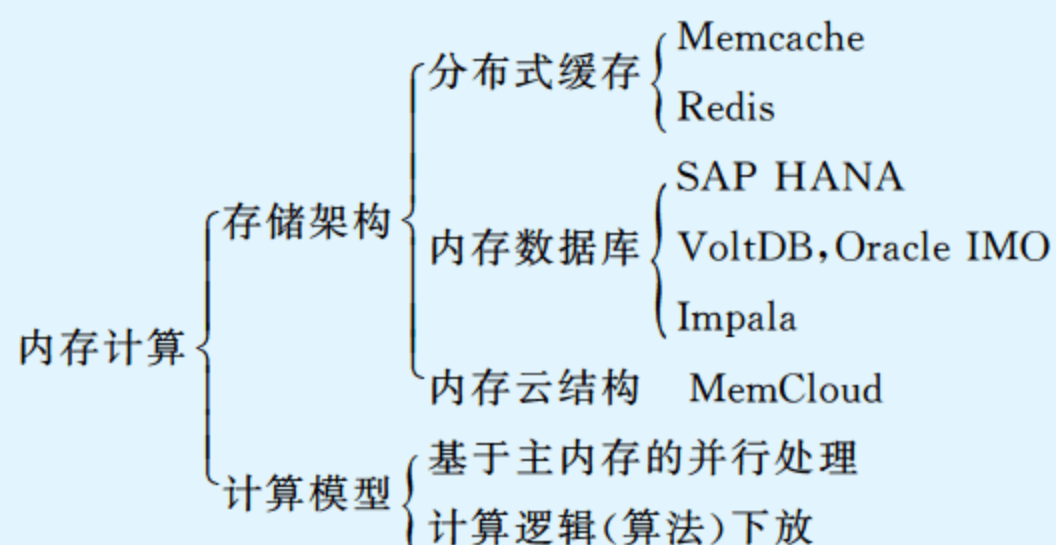 内存计算
存储架构
分布式缓存
Memcache
Redis
内存数据库
SAP HANA
VoltDB,Oracle IMO
Impala
内存云结构 MemCloud
计算模型
基于主内存的并行处理
计算逻辑(算法)下放